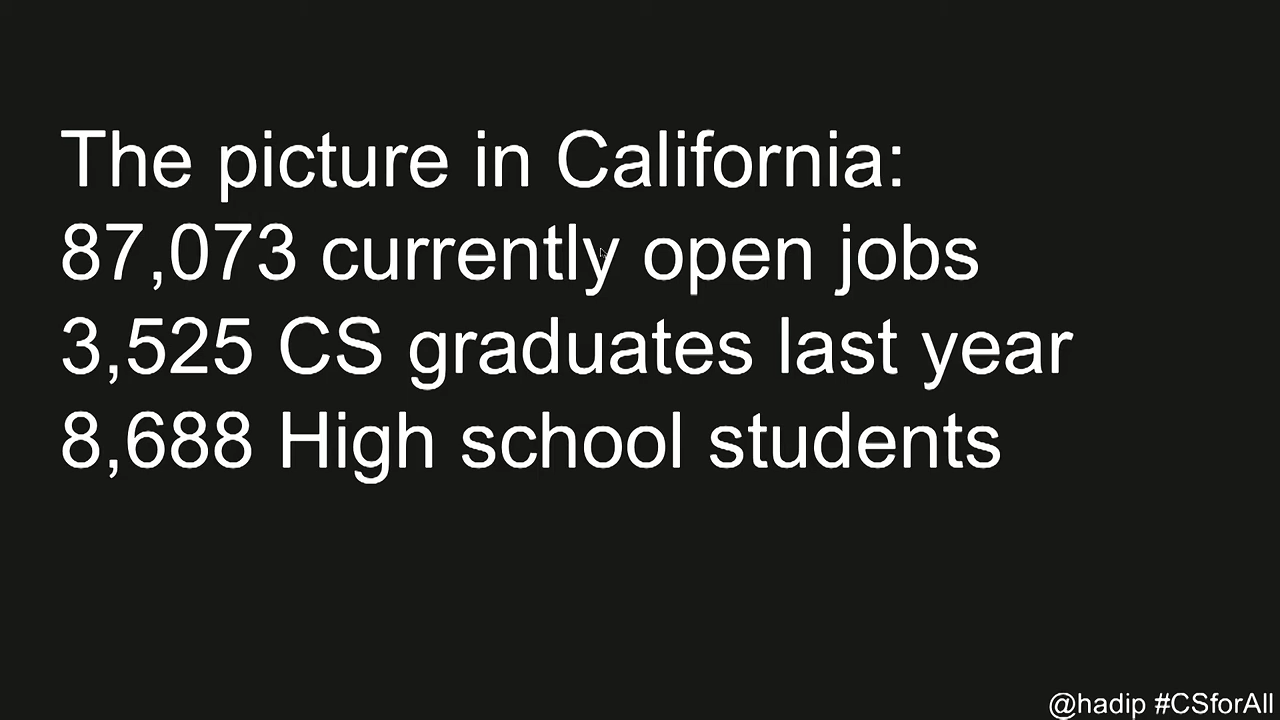 The picture in California:
87,073 currently open jobs
3,525 CS graduates last year
8,688 High school students
@hadip #CSforAll